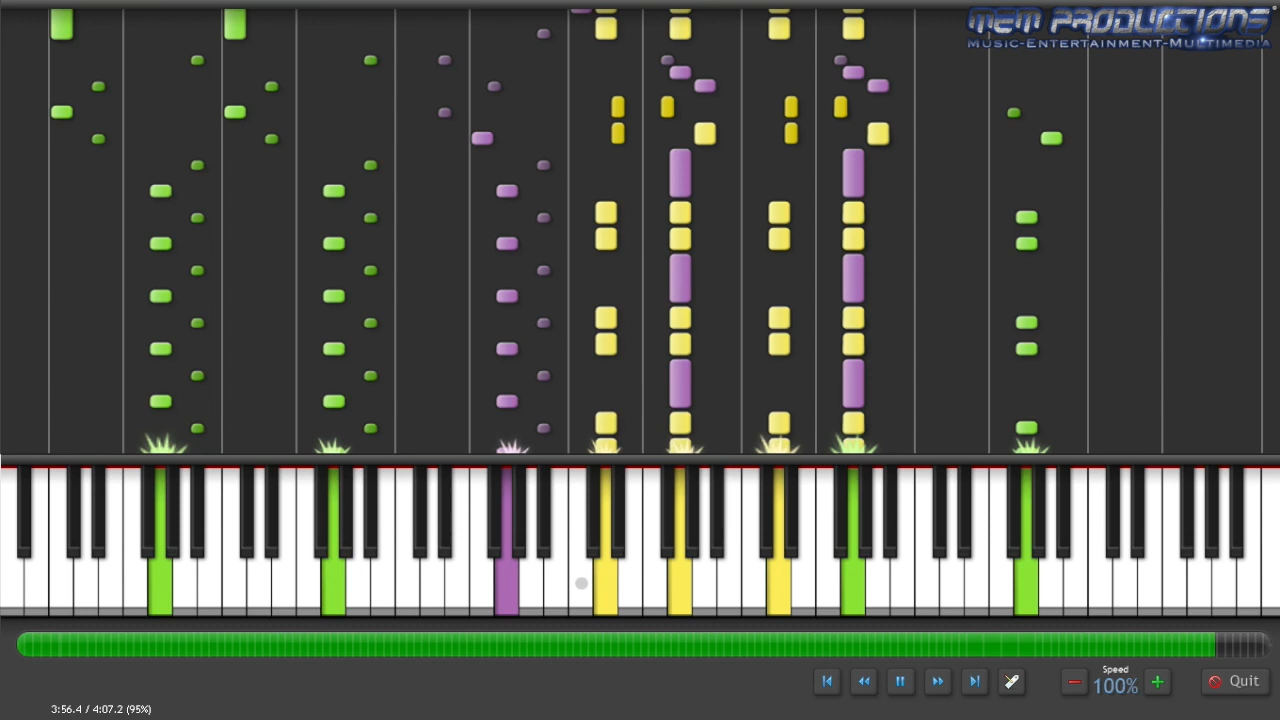 MEM PRODUCTIONS
MUSIC-ENTERTAINMENT-MULTIMEDIA
Speed
100%
Quit
3:56.4 / 4:07.2 (95%)